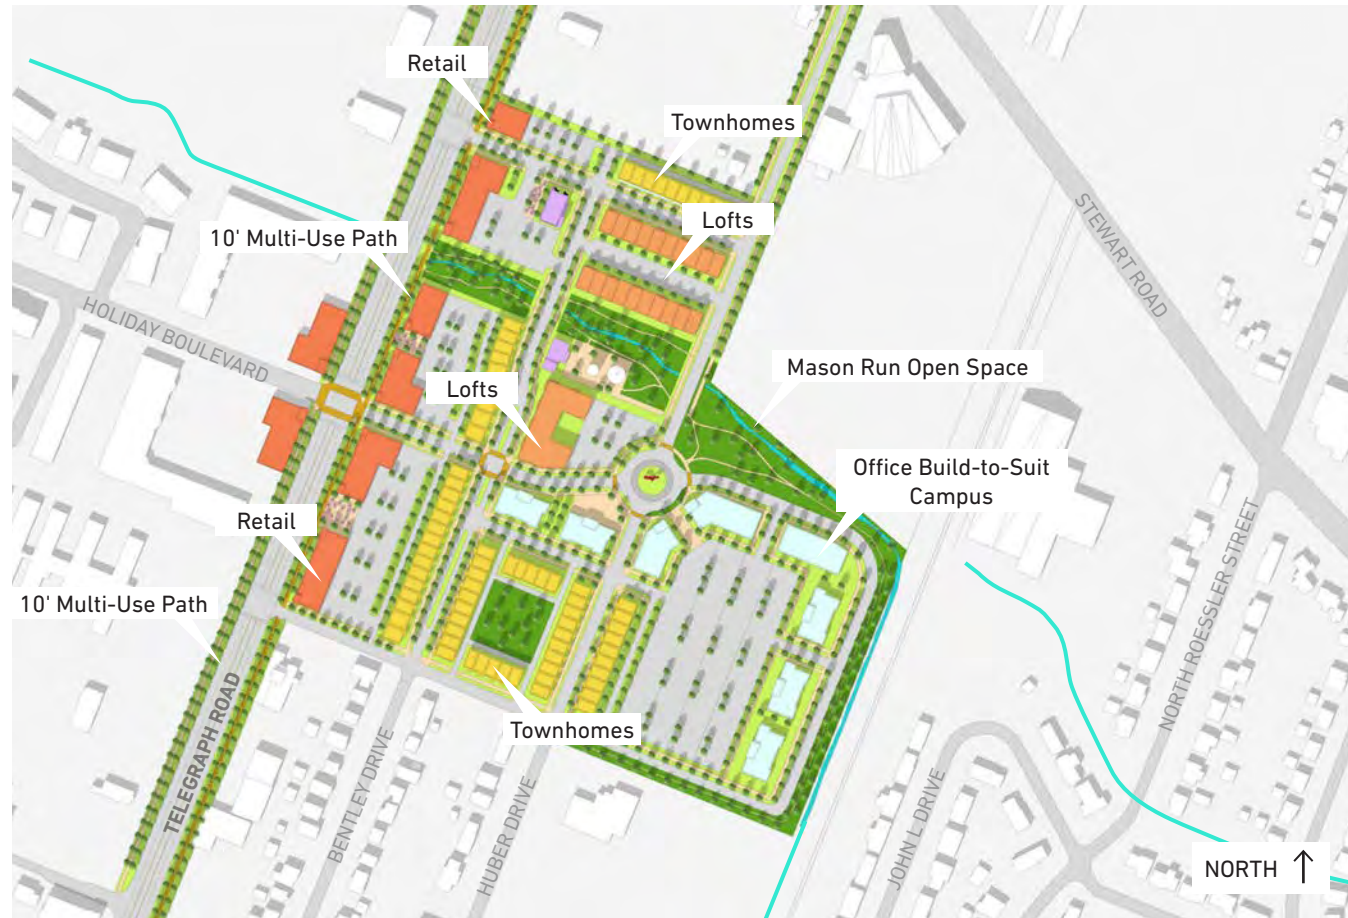 Retail
Townhomes
Lofts
10' Multi-Use Path
STEWART ROAD
HOLIDAY BOULEVARD
Mason Run Open Space
Lofts
Office Build-to-Suit
Campus
Retail
10' Multi-Use Path
NORTH ROESSLER STREET
Townhomes
TELEGRAPH ROAD
BENTLEY DRIVE
HUBER DRIVE
JOHN L DRIVE
NORTH ↑